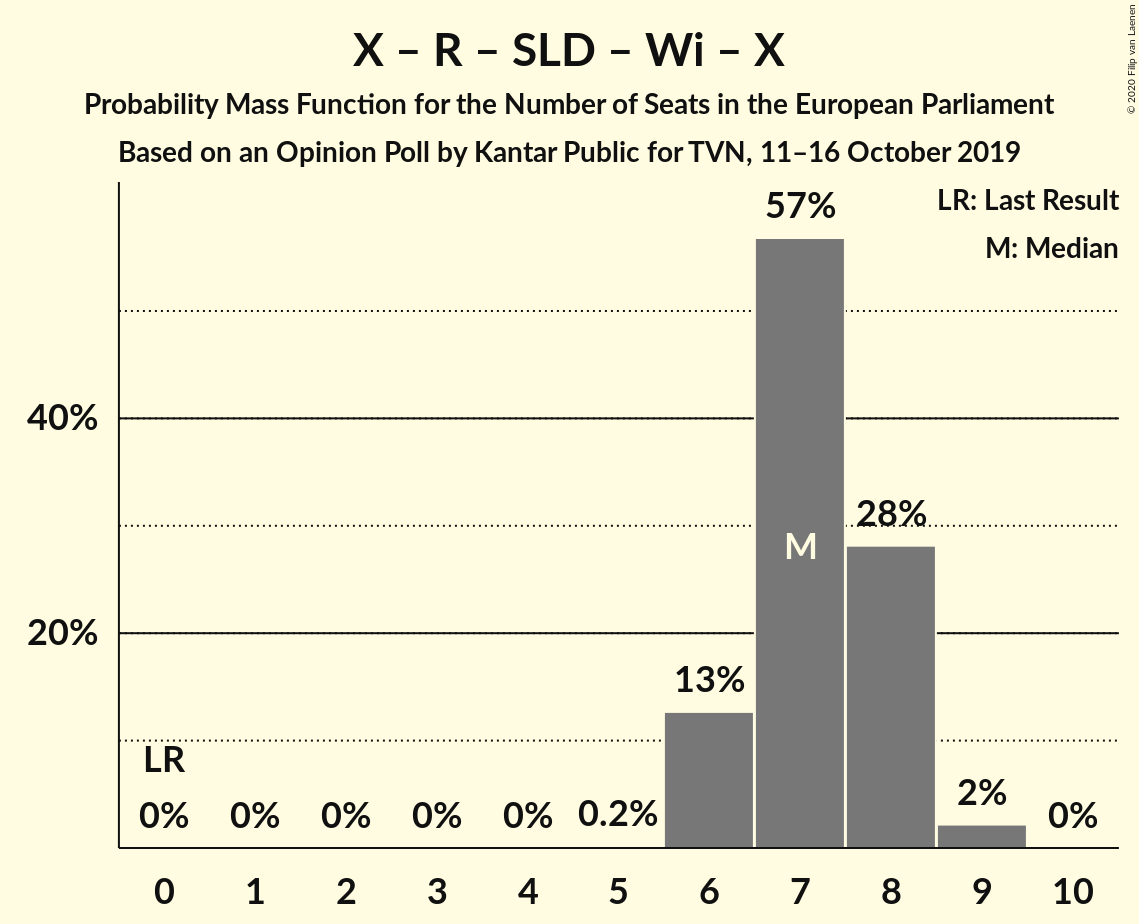 X – R – SLD – Wi – X
Probability Mass Function for the Number of Seats in the European Parliament
Based on an Opinion Poll by Kantar Public for TVN, 11–16 October 2019
© 2020 Filip van Laenen
LR: Last Result
M: Median
57%
40%
28%
M
20%
13%
LR
0% 0% 0% 0% 0% 0.2% 2% 0%
0 1 2 3 4 5 6 7 8 9 10